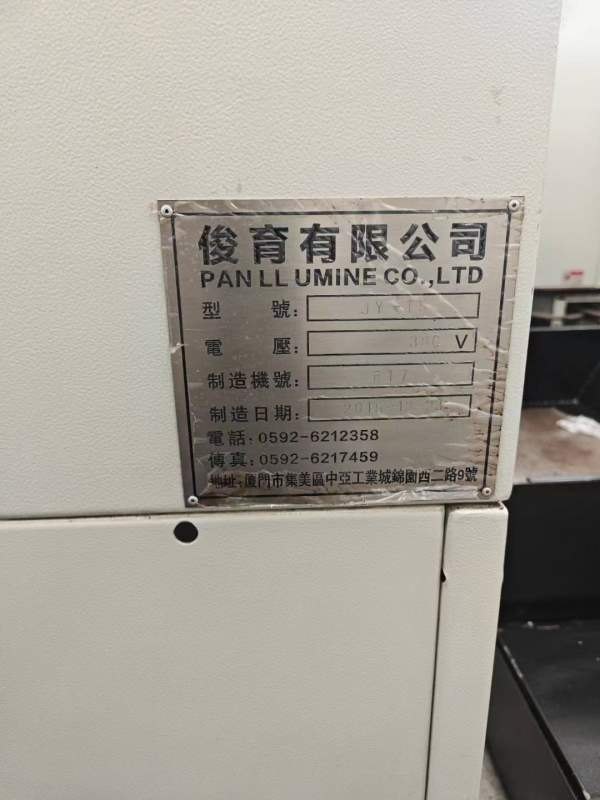 俊育有限公司
PAN LL UMINE CO.,LTD
型 號:
電 壓: 380 V
制造機號: 617
制造日期:
電話: 0592-6212358
傳真: 0592-6217459
地址: 廈門市集美區中亞工業城錦園西二路9號